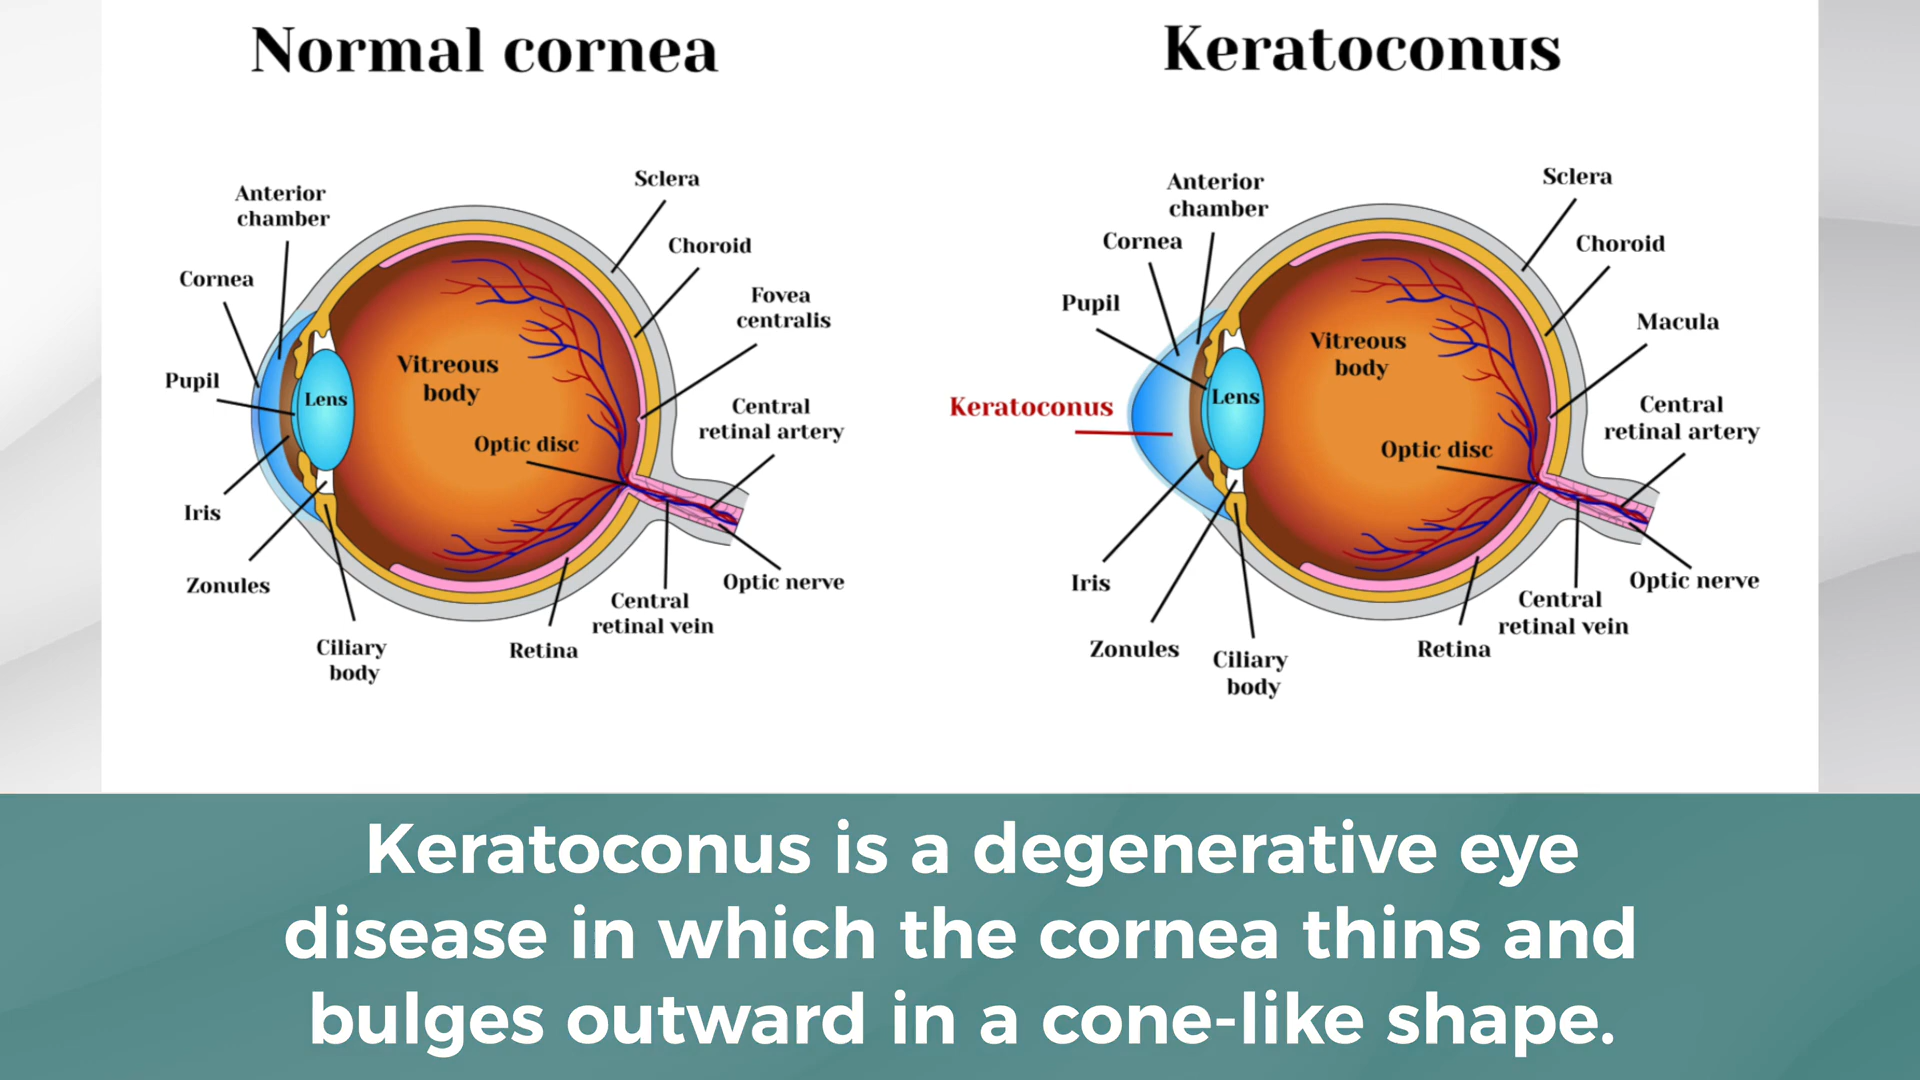 Normal cornea
Anterior
chamber
Cornea
Pupil
Iris
Zonules
Ciliary
body
Lens
Vitreous
body
Optic disc
Sclera
Choroid
Fovea
centralis
Central
retinal artery
Optic nerve
Central
retinal vein
Retina
Keratoconus
Anterior
chamber
Cornea
Pupil
Keratoconus
Iris
Zonules
Ciliary
body
Lens
Vitreous
body
Optic disc
Sclera
Choroid
Macula
Central
retinal artery
Optic nerve
Central
retinal vein
Retina
Keratoconus is a degenerative eye
disease in which the cornea thins and
bulges outward in a cone-like shape.